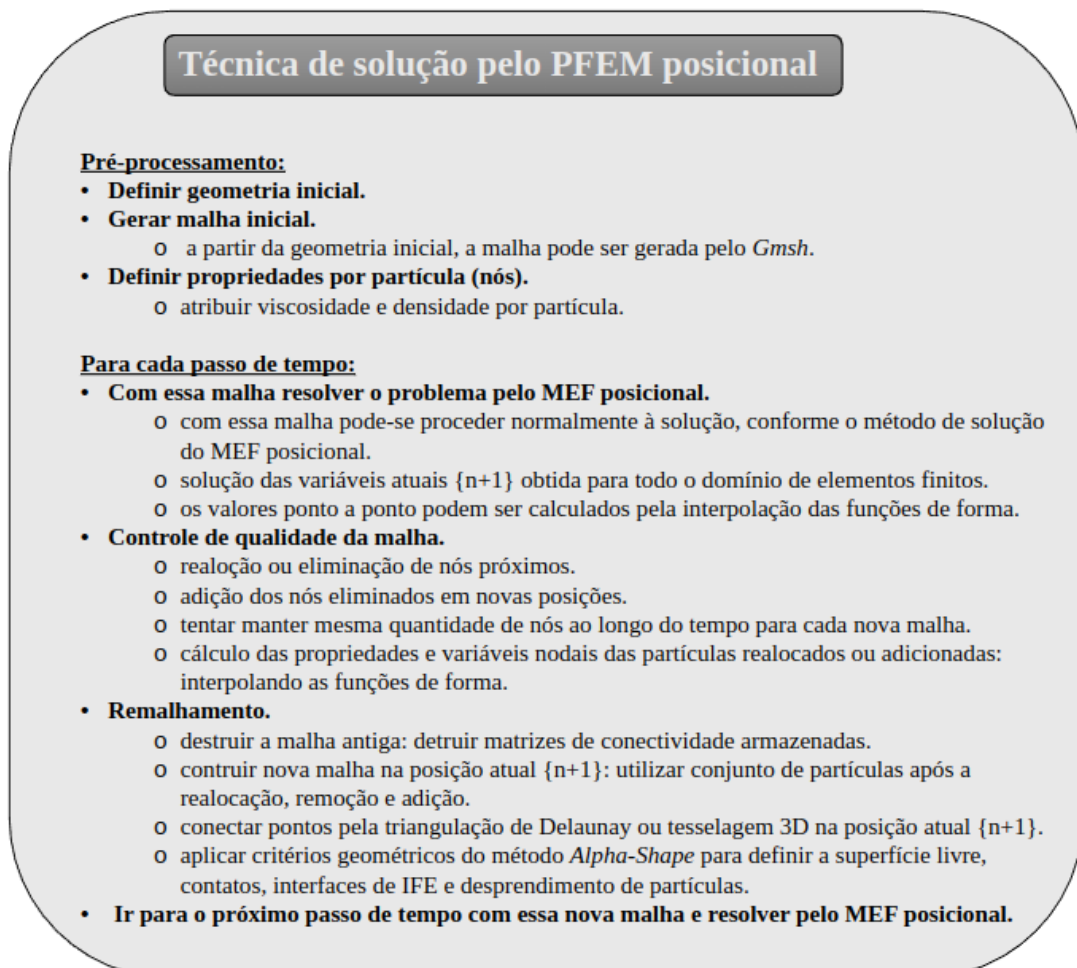 Técnica de solução pelo PFEM posicional
Pré-processamento:
• Definir geometria inicial.
• Gerar malha inicial.
o a partir da geometria inicial, a malha pode ser gerada pelo Gmsh.
• Definir propriedades por partícula (nós).
o atribuir viscosidade e densidade por partícula.
Para cada passo de tempo:
• Com essa malha resolver o problema pelo MEF posicional.
o com essa malha pode-se proceder normalmente à solução, conforme o método de solução
do MEF posicional.
o solução das variáveis atuais {n+1} obtida para todo o domínio de elementos finitos.
o os valores ponto a ponto podem ser calculados pela interpolação das funções de forma.
• Controle de qualidade da malha.
o realoção ou eliminação de nós próximos.
o adição dos nós eliminados em novas posições.
o tentar manter mesma quantidade de nós ao longo do tempo para cada nova malha.
o cálculo das propriedades e variáveis nodais das partículas realocados ou adicionadas:
interpolando as funções de forma.
• Remalhamento.
o destruir a malha antiga: detruir matrizes de conectividade armazenadas.
o contruir nova malha na posição atual {n+1}: utilizar conjunto de partículas após a
realocação, remoção e adição.
o conectar pontos pela triangulação de Delaunay ou tesselagem 3D na posição atual {n+1}.
o aplicar critérios geométricos do método Alpha-Shape para definir a superfície livre,
contatos, interfaces de IFE e desprendimento de partículas.
• Ir para o próximo passo de tempo com essa nova malha e resolver pelo MEF posicional.